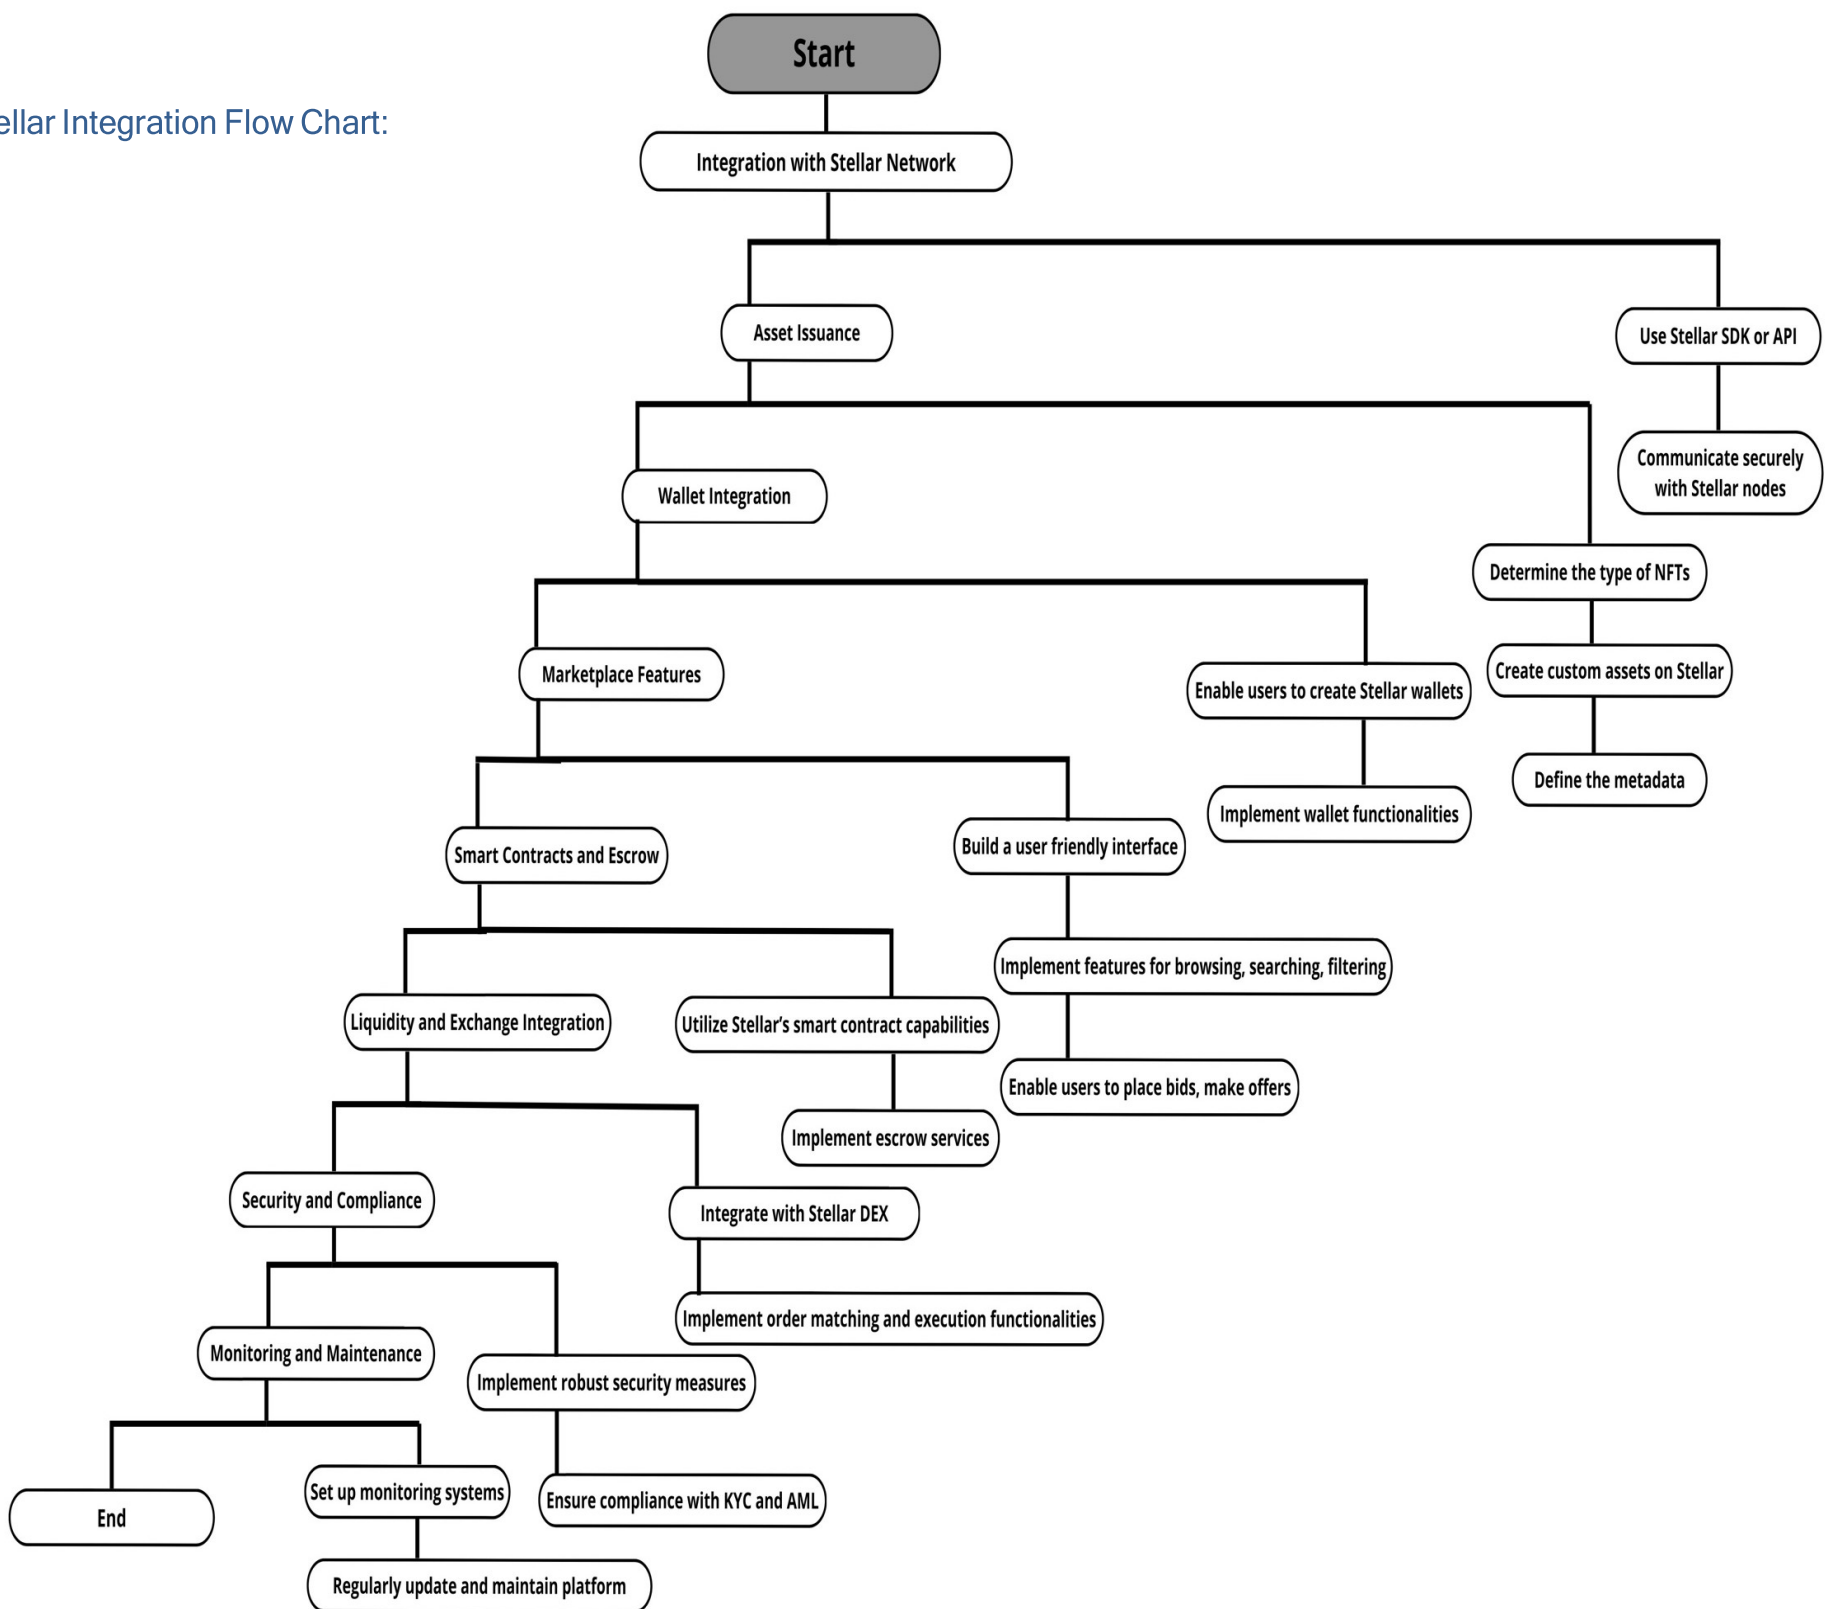 Start
ellar Integration Flow Chart:
Integration with Stellar Network
Asset Issuance
Use Stellar SDK or API
Communicate securely
with Stellar nodes
Wallet Integration
Determine the type of NFTs
Create custom assets on Stellar
Define the metadata
Marketplace Features
Enable users to create Stellar wallets
Implement wallet functionalities
Smart Contracts and Escrow
Build a user friendly interface
Implement features for browsing, searching, filtering
Enable users to place bids, make offers
Liquidity and Exchange Integration
Utilize Stellar’s smart contract capabilities
Implement escrow services
Security and Compliance
Integrate with Stellar DEX
Implement order matching and execution functionalities
Monitoring and Maintenance
Implement robust security measures
Ensure compliance with KYC and AML
End
Set up monitoring systems
Regularly update and maintain platform